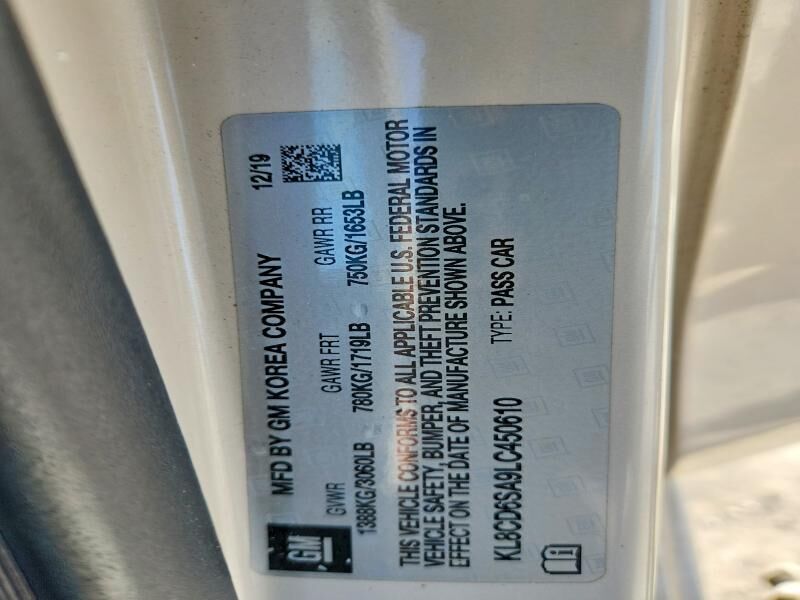 GM
MFD BY GM KOREA COMPANY 12/19
GVWR GAWR FRT GAWR RR
1388KG/3060LB 780KG/1719LB 750KG/1653LB
THIS VEHICLE CONFORMS TO ALL APPLICABLE U.S. FEDERAL MOTOR
VEHICLE SAFETY, BUMPER, AND THEFT PREVENTION STANDARDS IN
EFFECT ON THE DATE OF MANUFACTURE SHOWN ABOVE.
KL8CD6SA9LC450610 TYPE: PASS CAR